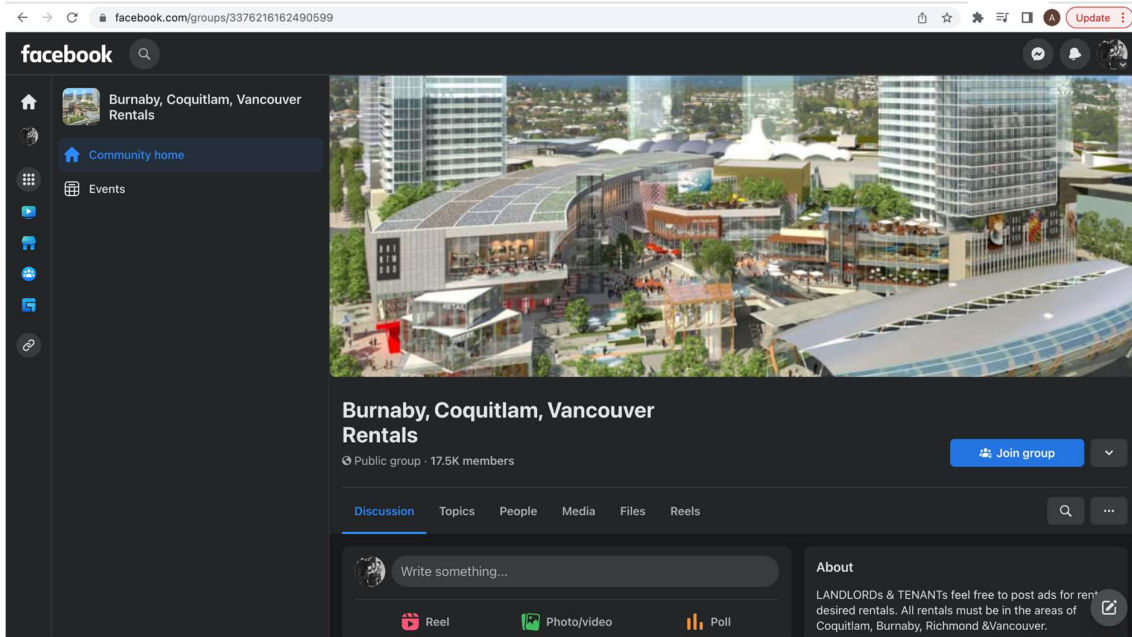 facebook.com/groups/3376216162490599
A
Update
facebook
Burnaby, Coquitlam, Vancouver
Rentals
Community home
Events
Burnaby, Coquitlam, Vancouver
Rentals
Public group · 17.5K members
Join group
Discussion
Topics
People
Media
Files
Reels
Write something...
Reel
Photo/video
Poll
About
LANDLORDs & TENANTs feel free to post ads for
desired rentals. All rentals must be in the areas of
Coquitlam, Burnaby, Richmond &Vancouver.